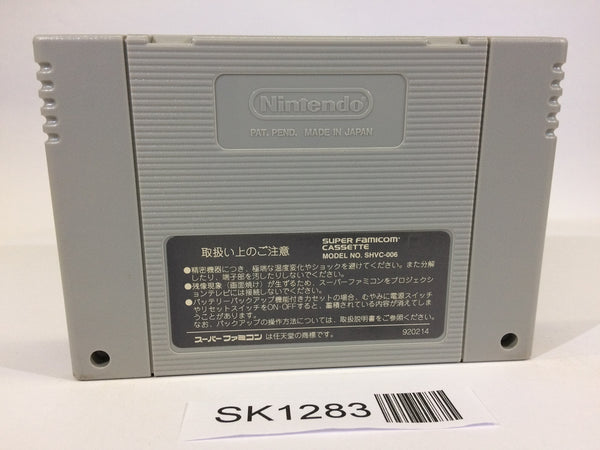 Nintendo
PAT. PEND. MADE IN JAPAN
取扱い上のご注意
SUPER FAMICOM
CASSETTE
MODEL NO. SHVC-006
●精密機器につき、極端な温度変化やショックを避けてください。また分解
したり、端子部を汚したりしないでください。
●残像現象(画面焼け)が生ずるため、スーパーファミコンをプロジェクシ
ョンテレビには接続しないでください。
●バッテリーバックアップ機能付きカセットの場合、むやみに電源スイッチ
やリセットスイッチをON・OFFすると、蓄積されている内容が消えてしま
うことがあります。
なお、バックアップの操作方法については、取扱説明書をご参照ください。
スーパーファミコンは任天堂の商標です。
920214
SK1283